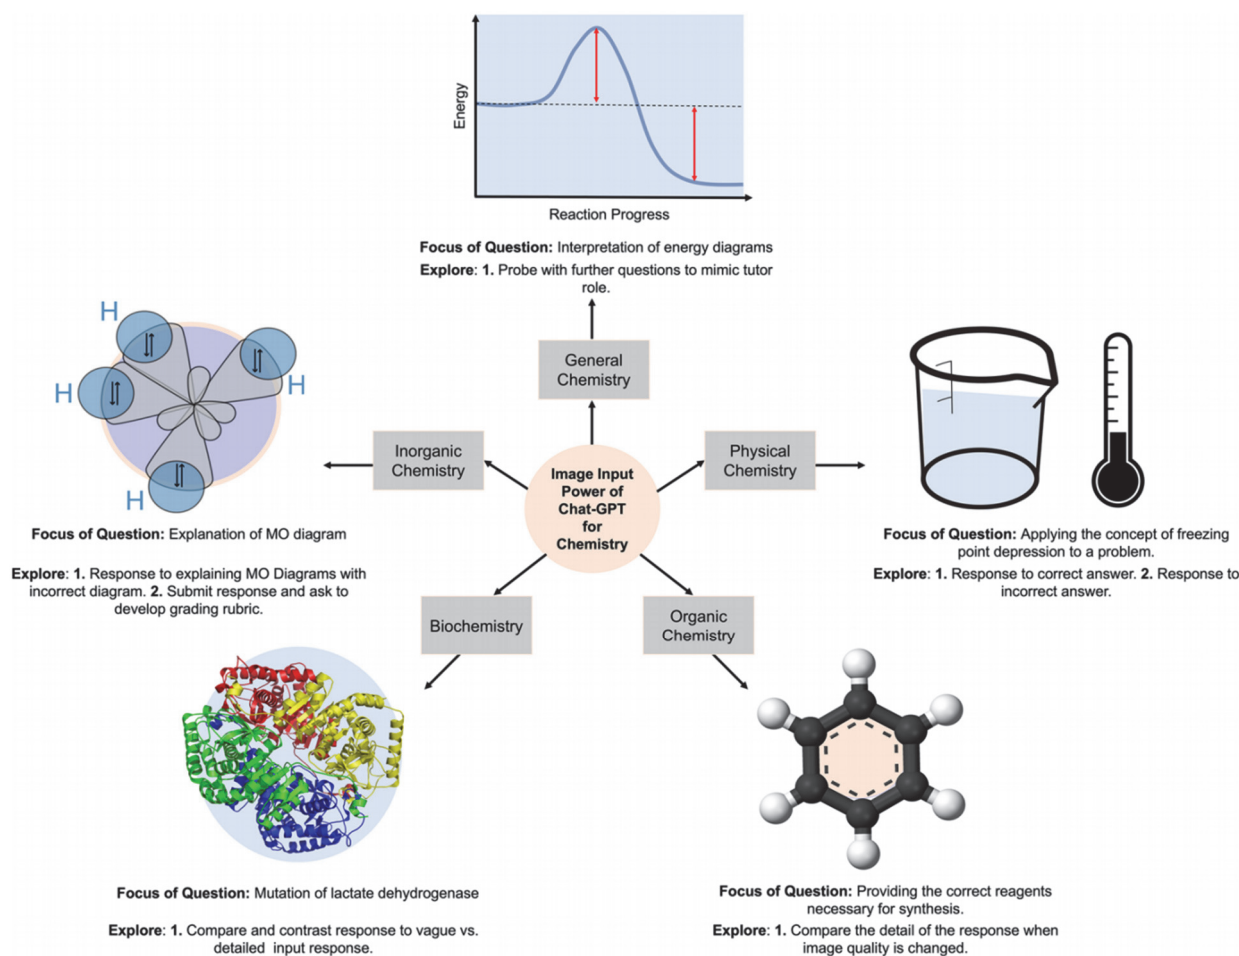 Energy
Reaction Progress
Focus of Question: Interpretation of energy diagrams
Explore: 1. Probe with further questions to mimic tutor
role.
General
Chemistry
H
H
H
H
Inorganic
Chemistry
Focus of Question: Explanation of MO diagram
Explore: 1. Response to explaining MO Diagrams with
incorrect diagram. 2. Submit response and ask to
develop grading rubric.
Image Input
Power of
Chat-GPT
for
Chemistry
Physical
Chemistry
Focus of Question: Applying the concept of freezing
point depression to a problem.
Explore: 1. Response to correct answer. 2. Response to
incorrect answer.
Biochemistry
Focus of Question: Mutation of lactate dehydrogenase
Explore: 1. Compare and contrast response to vague vs.
detailed input response.
Organic
Chemistry
Focus of Question: Providing the correct reagents
necessary for synthesis.
Explore: 1. Compare the detail of the response when
image quality is changed.